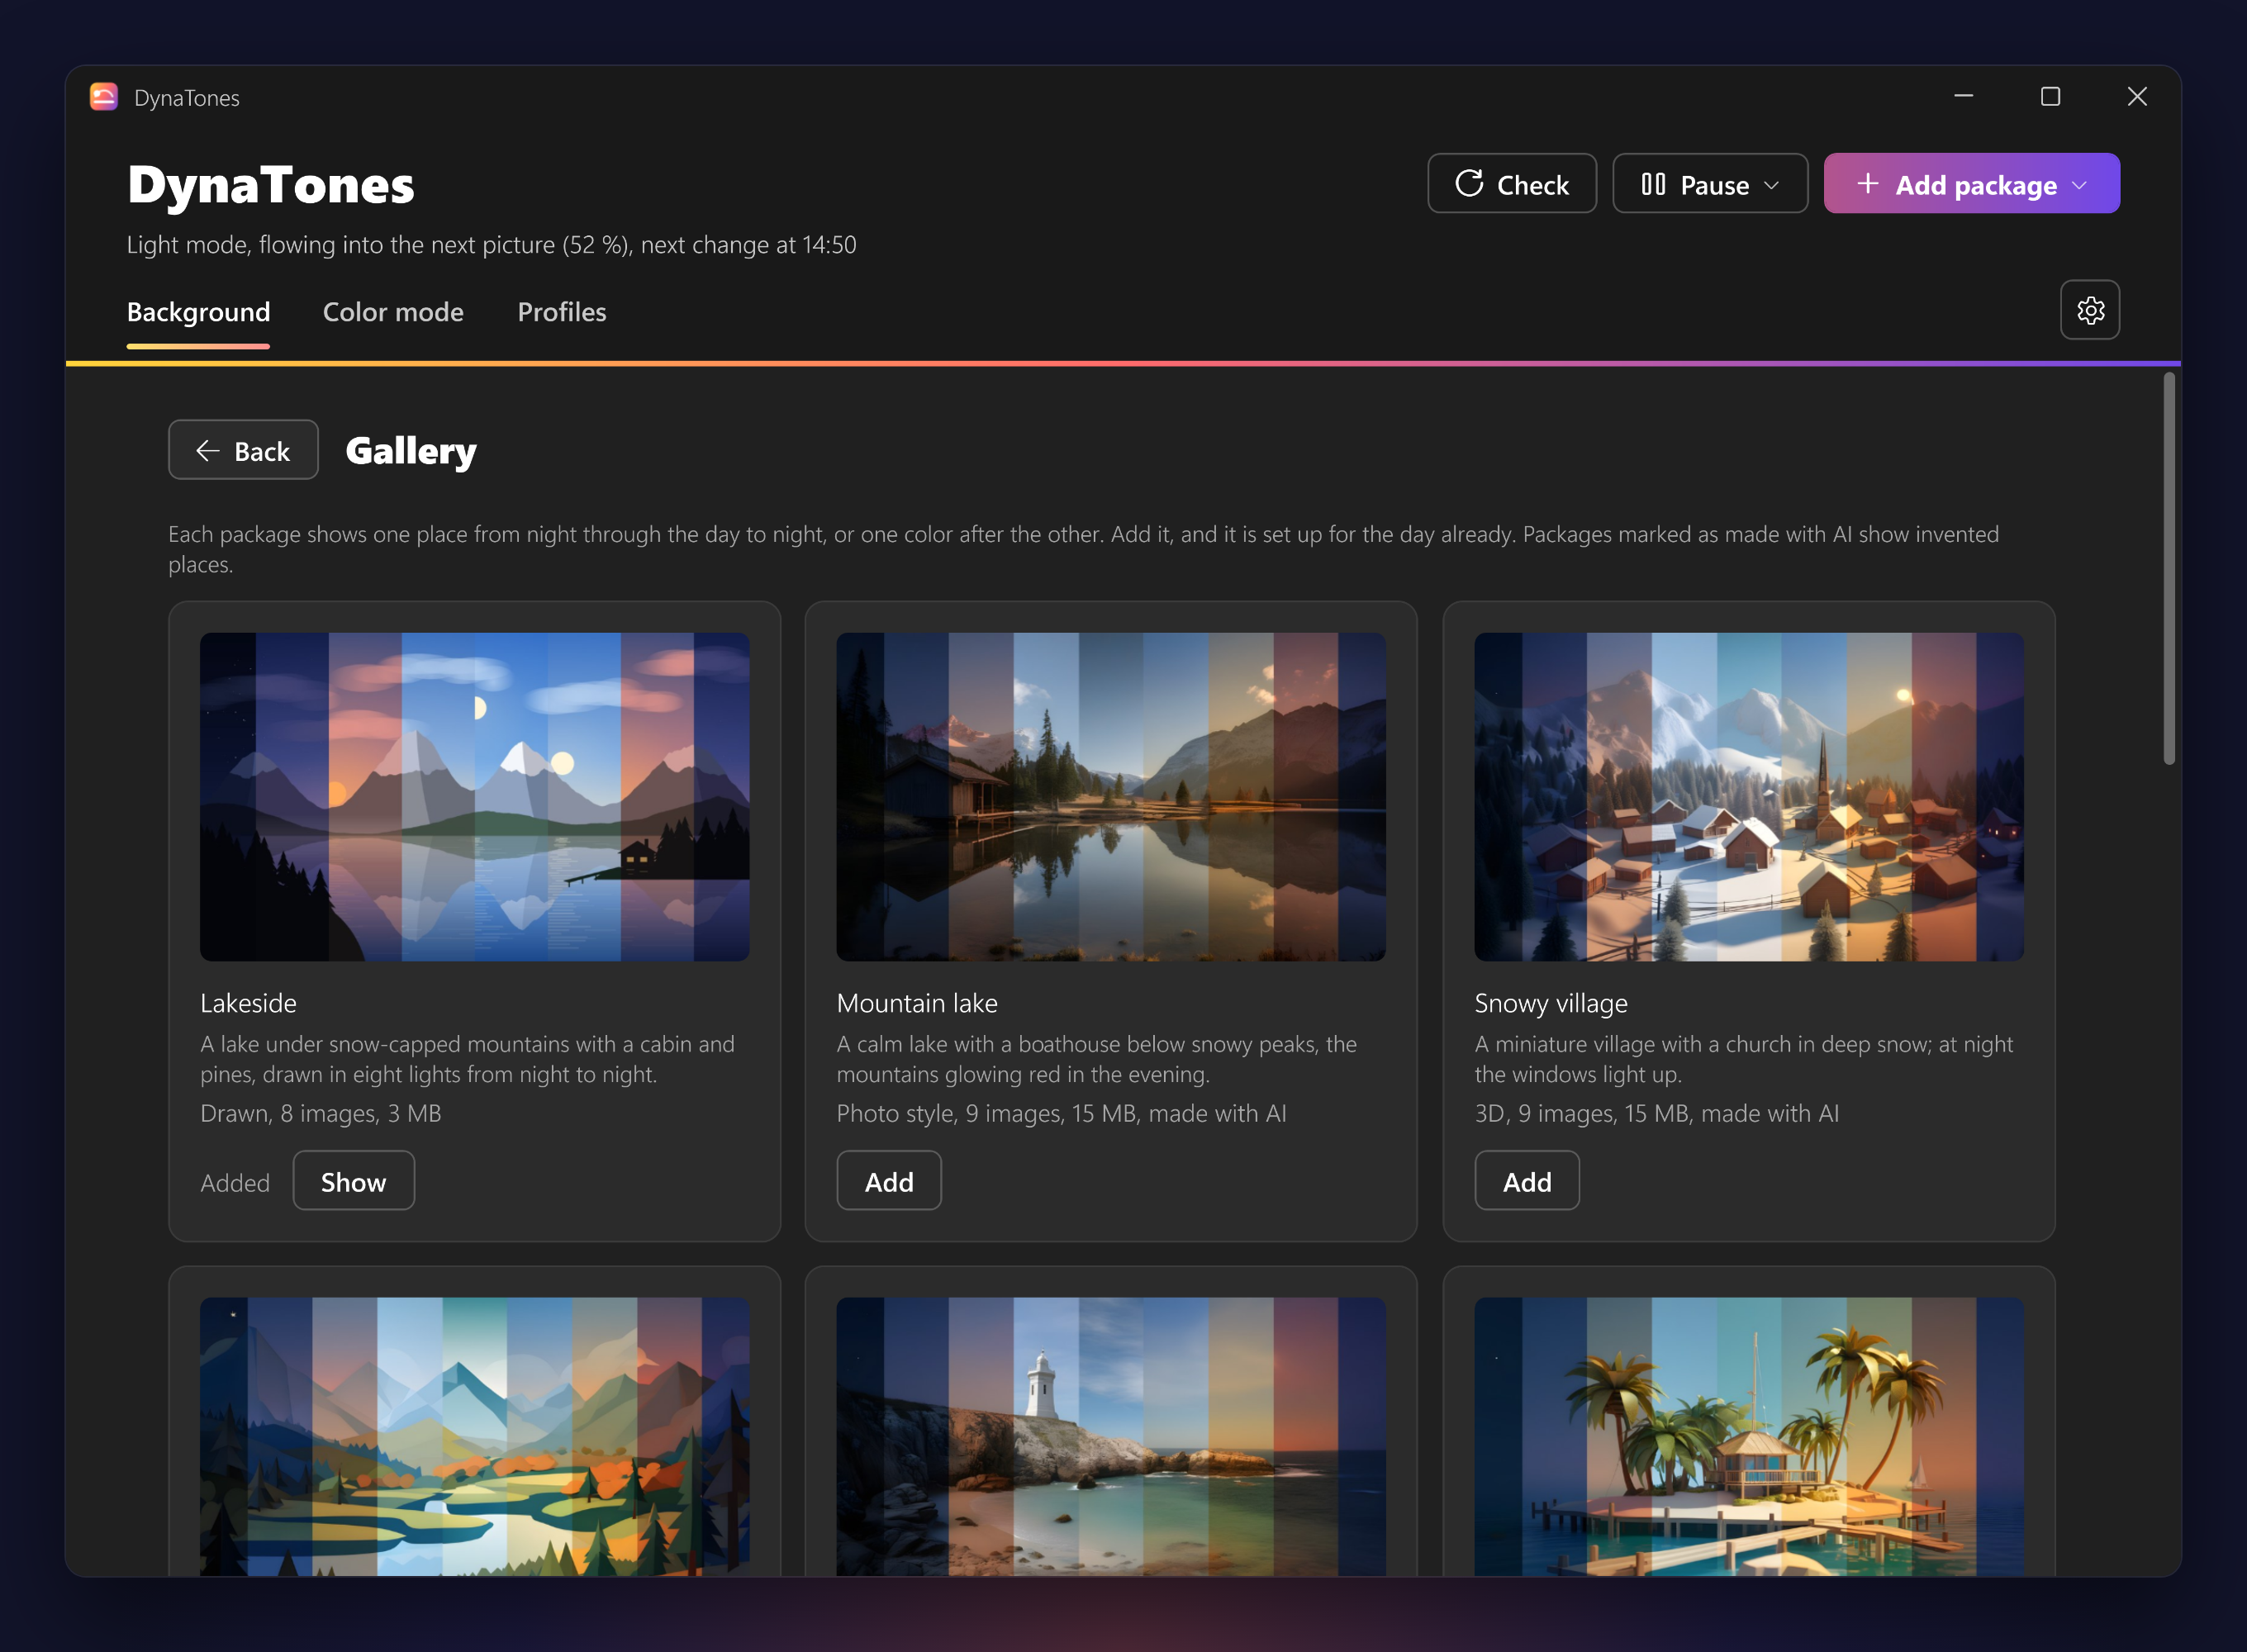 DynaTones
DynaTones
Check
Pause
Add package
Light mode, flowing into the next picture (52 %), next change at 14:50
Background
Color mode
Profiles
Back
Gallery
Each package shows one place from night through the day to night, or one color after the other. Add it, and it is set up for the day already. Packages marked as made with AI show invented
places.
Lakeside
A lake under snow-capped mountains with a cabin and
pines, drawn in eight lights from night to night.
Drawn, 8 images, 3 MB
Added
Show
Mountain lake
A calm lake with a boathouse below snowy peaks, the
mountains glowing red in the evening.
Photo style, 9 images, 15 MB, made with AI
Add
Snowy village
A miniature village with a church in deep snow; at night
the windows light up.
3D, 9 images, 15 MB, made with AI
Add